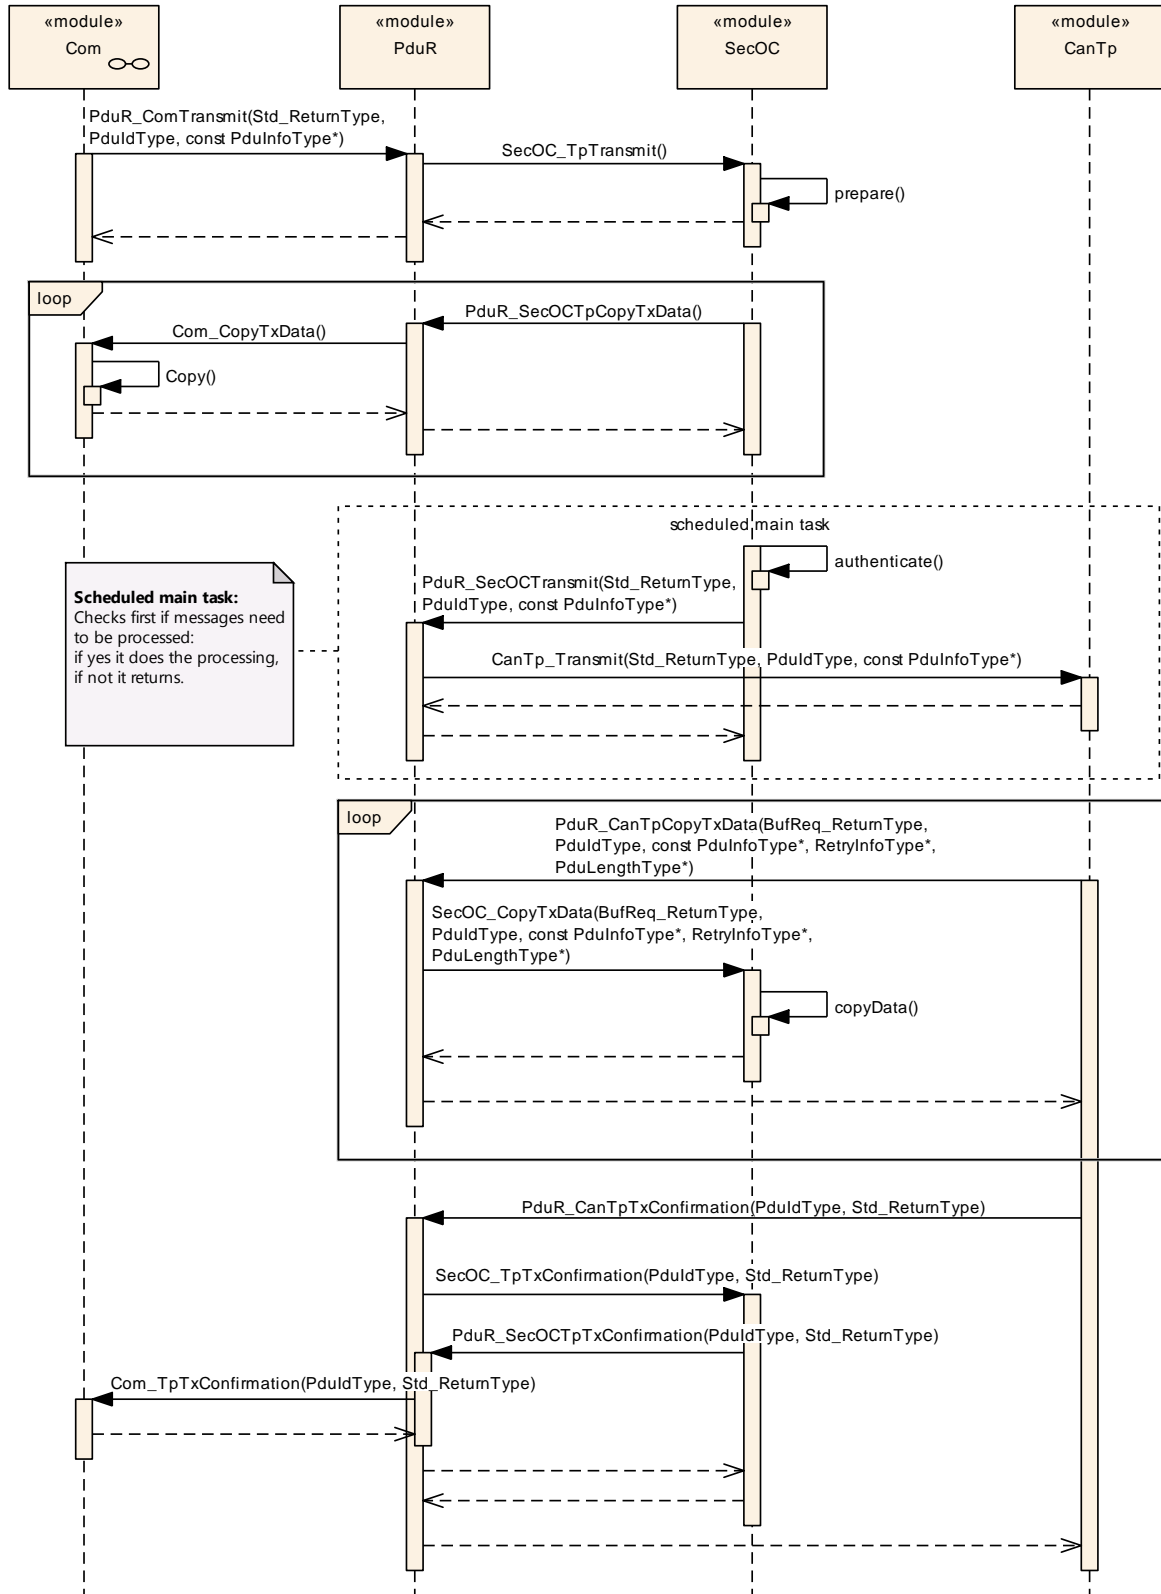 «module»
Com
«module»
PduR
«module»
SecOC
«module»
CanTp
PduR_ComTransmit(Std_ReturnType,
PduIdType, const PduInfoType*)
SecOC_TpTransmit()
prepare()
loop
PduR_SecOCTpCopyTxData()
Com_CopyTxData()
Copy()
scheduled main task
authenticate()
Scheduled main task:
Checks first if messages need
to be processed:
if yes it does the processing,
if not it returns.
PduR_SecOCTransmit(Std_ReturnType,
PduIdType, const PduInfoType*)
CanTp_Transmit(Std_ReturnType, PduIdType, const PduInfoType*)
loop
PduR_CanTpCopyTxData(BufReq_ReturnType,
PduIdType, const PduInfoType*, RetryInfoType*,
PduLengthType*)
SecOC_CopyTxData(BufReq_ReturnType,
PduIdType, const PduInfoType*, RetryInfoType*,
PduLengthType*)
copyData()
PduR_CanTpTxConfirmation(PduIdType, Std_ReturnType)
SecOC_TpTxConfirmation(PduIdType, Std_ReturnType)
PduR_SecOCTpTxConfirmation(PduIdType, Std_ReturnType)
Com_TpTxConfirmation(PduIdType, Std_ReturnType)